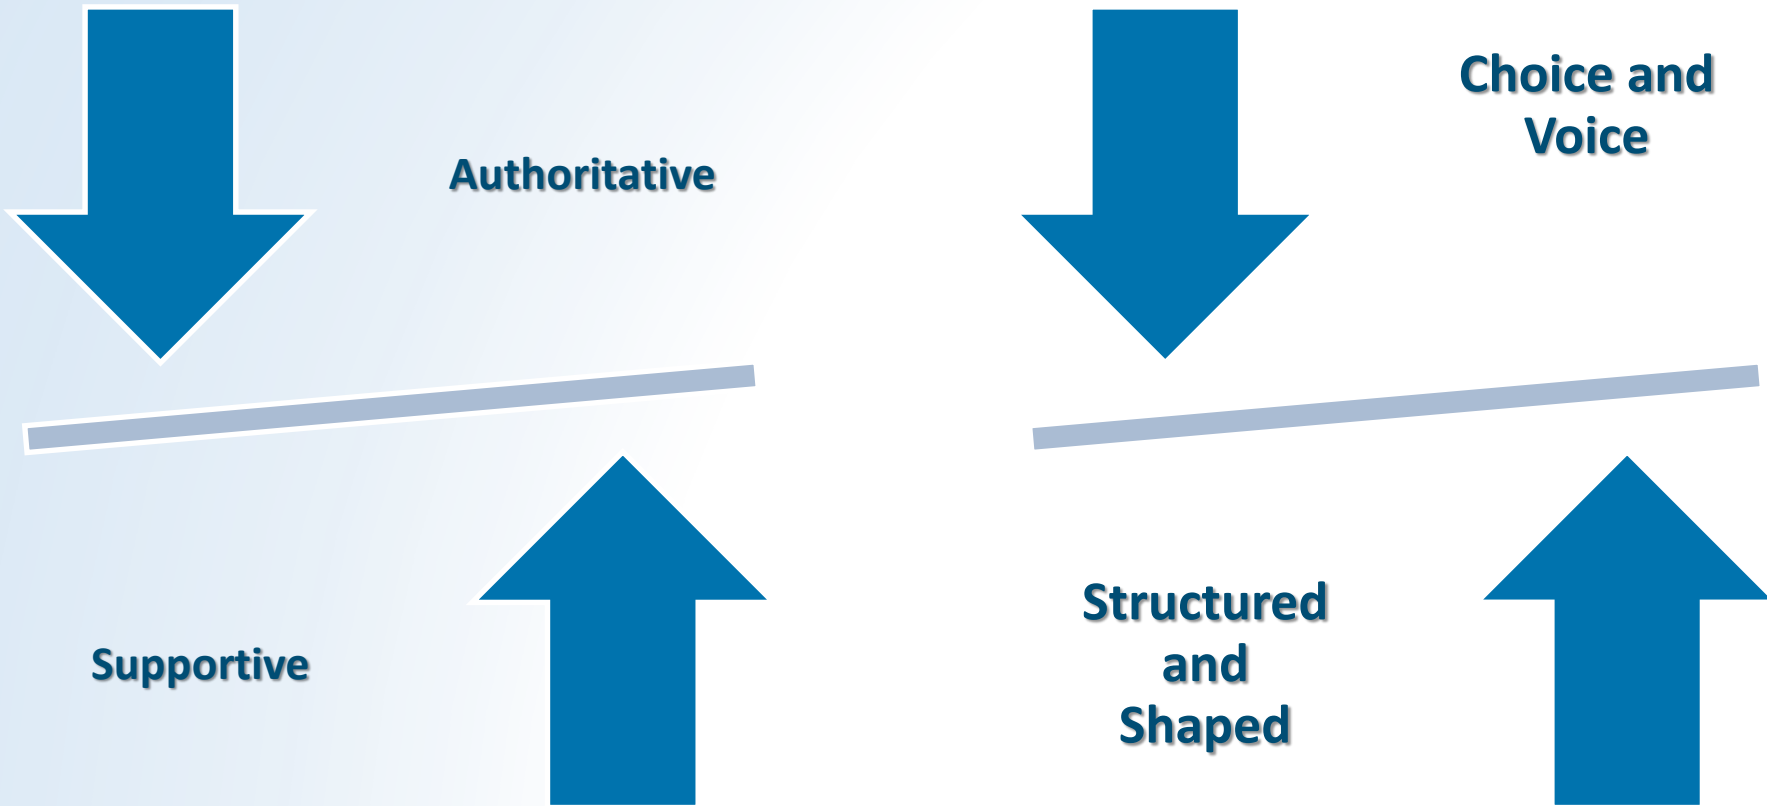 Authoritative
Supportive
Choice and
Voice
Structured
and
Shaped